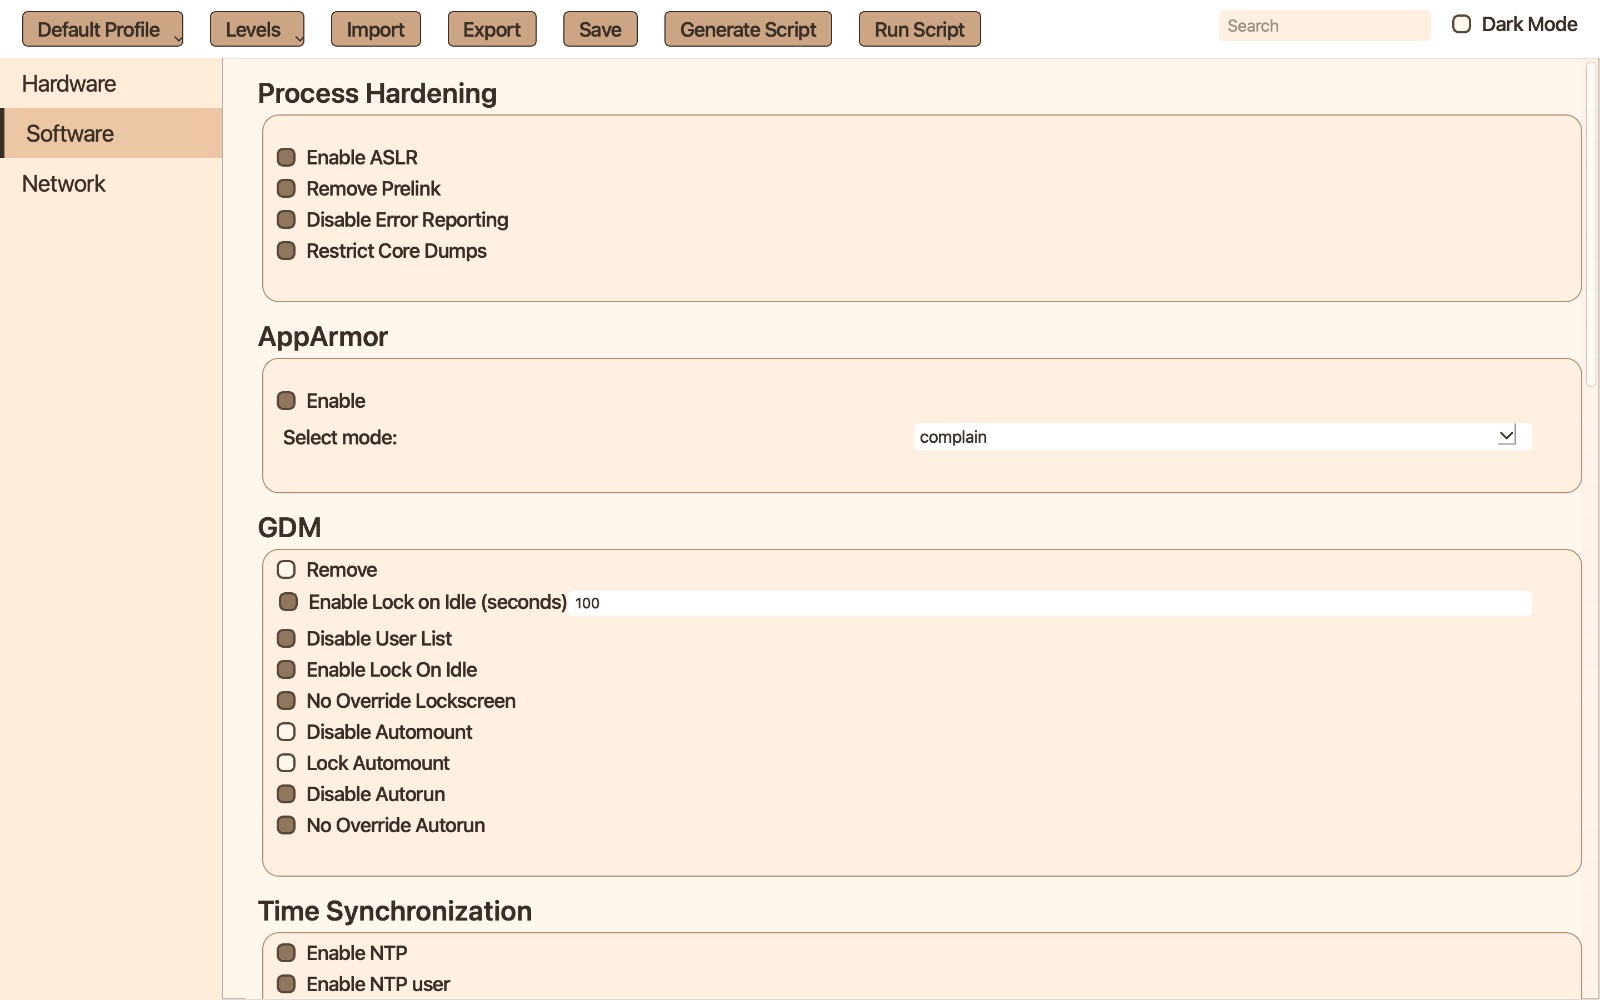 Default Profile
Levels
Import
Export
Save
Generate Script
Run Script
Search
Dark Mode
Hardware
Software
Network
Process Hardening
Enable ASLR
Remove Prelink
Disable Error Reporting
Restrict Core Dumps
AppArmor
Enable
Select mode:
complain
GDM
Remove
Enable Lock on Idle (seconds) 100
Disable User List
Enable Lock On Idle
No Override Lockscreen
Disable Automount
Lock Automount
Disable Autorun
No Override Autorun
Time Synchronization
Enable NTP
Enable NTP user